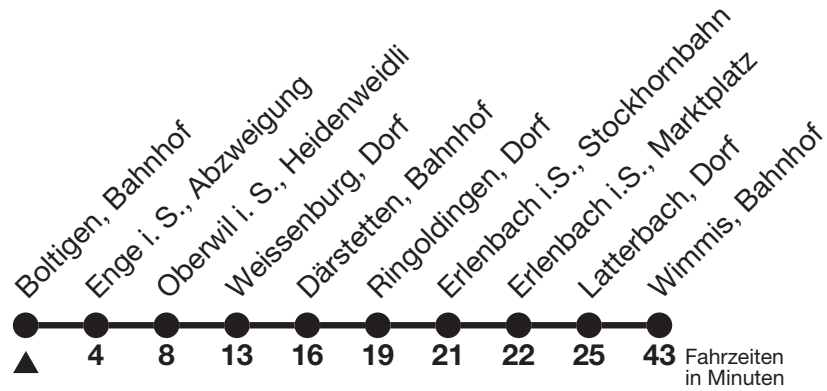 Boltigen, Bahnhof
Enge i. S., Abzweigung
Oberwil i. S., Heidenweidli
Weissenburg, Dorf
Därstetten, Bahnhof
Ringoldingen, Dorf
Erlenbach i.S., Stockhornbahn
Erlenbach i.S., Marktplatz
Latterbach, Dorf
Wimmis, Bahnhof
4 8 13 16 19 21 22 25 43 Fahrzeiten
in Minuten